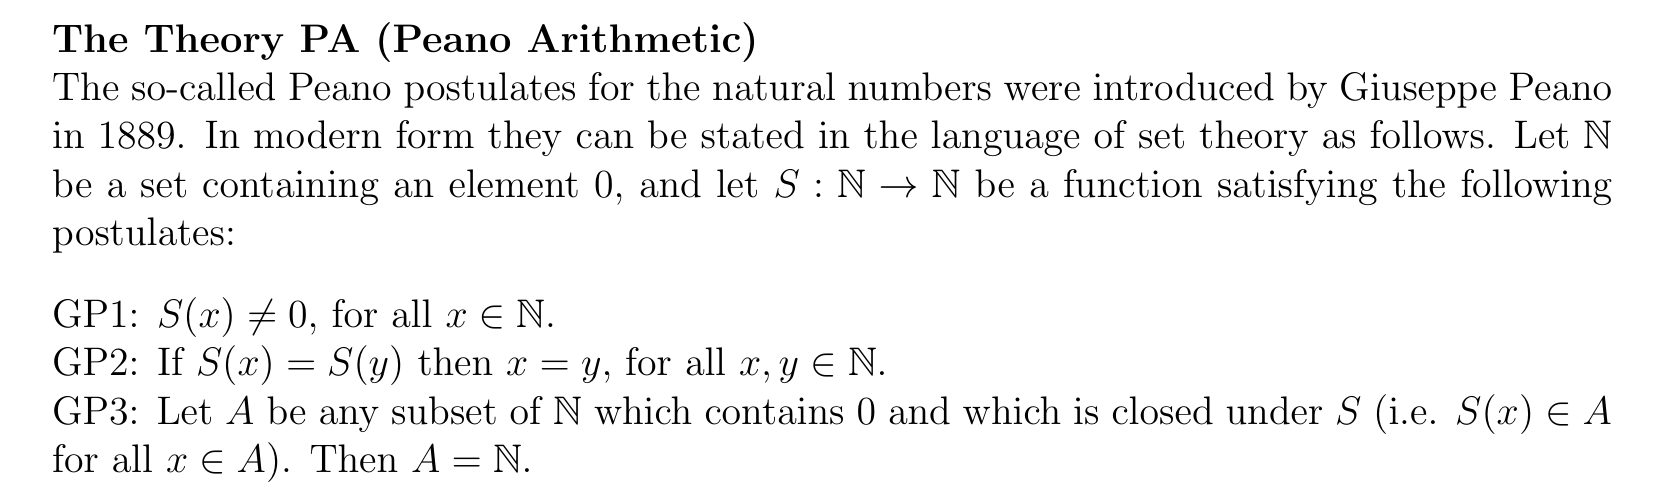 The Theory PA (Peano Arithmetic)
The so-called Peano postulates for the natural numbers were introduced by Giuseppe Peano
in 1889. In modern form they can be stated in the language of set theory as follows. Let ℕ
be a set containing an element 0, and let S : ℕ → ℕ be a function satisfying the following
postulates:
GP1: S(x) ≠ 0, for all x ∈ ℕ.
GP2: If S(x) = S(y) then x = y, for all x, y ∈ ℕ.
GP3: Let A be any subset of ℕ which contains 0 and which is closed under S (i.e. S(x) ∈ A
for all x ∈ A). Then A = ℕ.